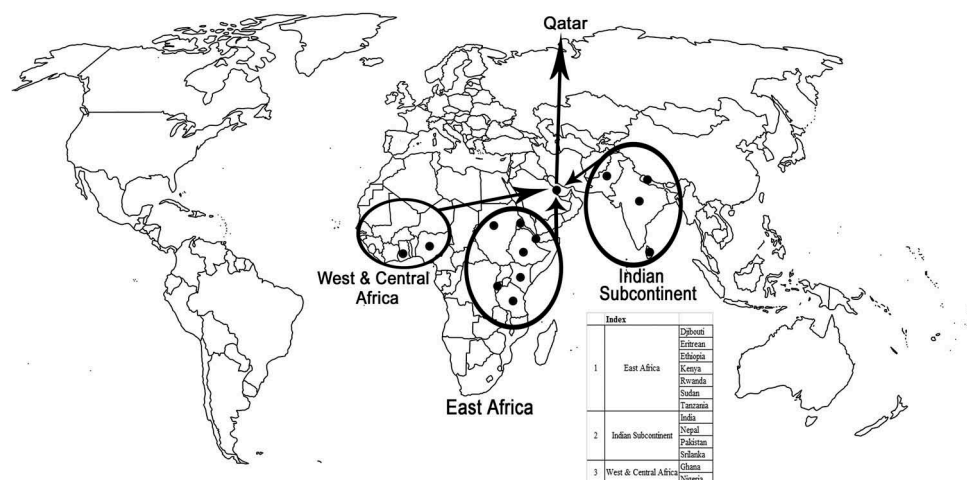 Qatar
West & Central
Africa
Indian
Subcontinent
East Africa
Index
1 East Africa
Djibouti
Eritrean
Ethiopia
Kenya
Rwanda
Sudan
Tanzania
2 Indian Subcontinent
India
Nepal
Pakistan
Srilanka
3 West & Central Africa
Ghana
Nigeria